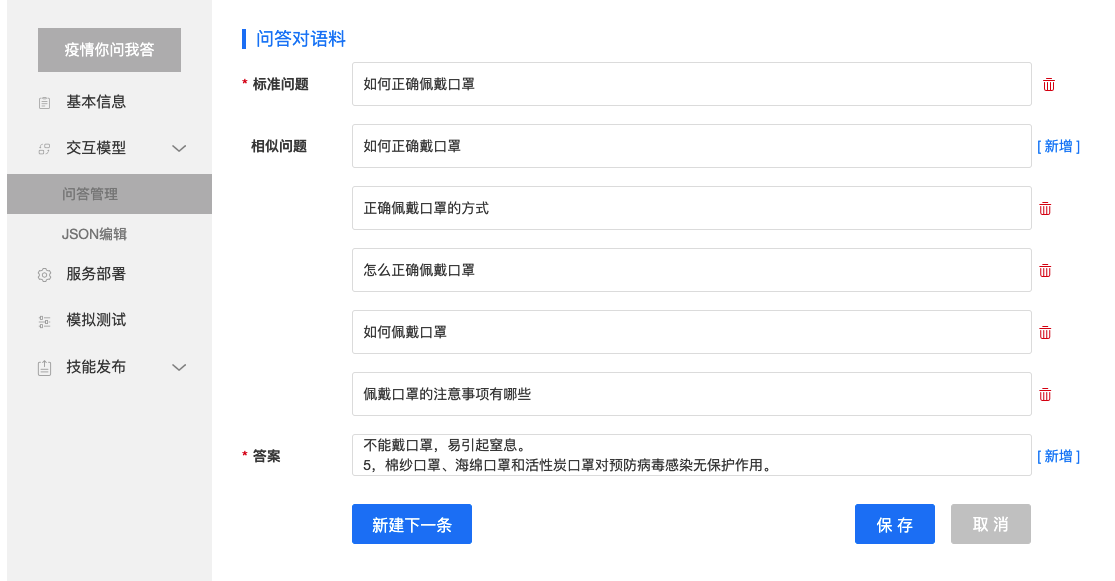 疫情你问我答
基本信息
交互模型
问答管理
JSON编辑
服务部署
模拟测试
技能发布
问答对语料
* 标准问题
如何正确佩戴口罩
相似问题
如何正确戴口罩
[ 新增 ]
正确佩戴口罩的方式
怎么正确佩戴口罩
如何佩戴口罩
佩戴口罩的注意事项有哪些
* 答案
不能戴口罩，易引起窒息。
5，棉纱口罩、海绵口罩和活性炭口罩对预防病毒感染无保护作用。
[ 新增 ]
新建下一条
保 存
取 消